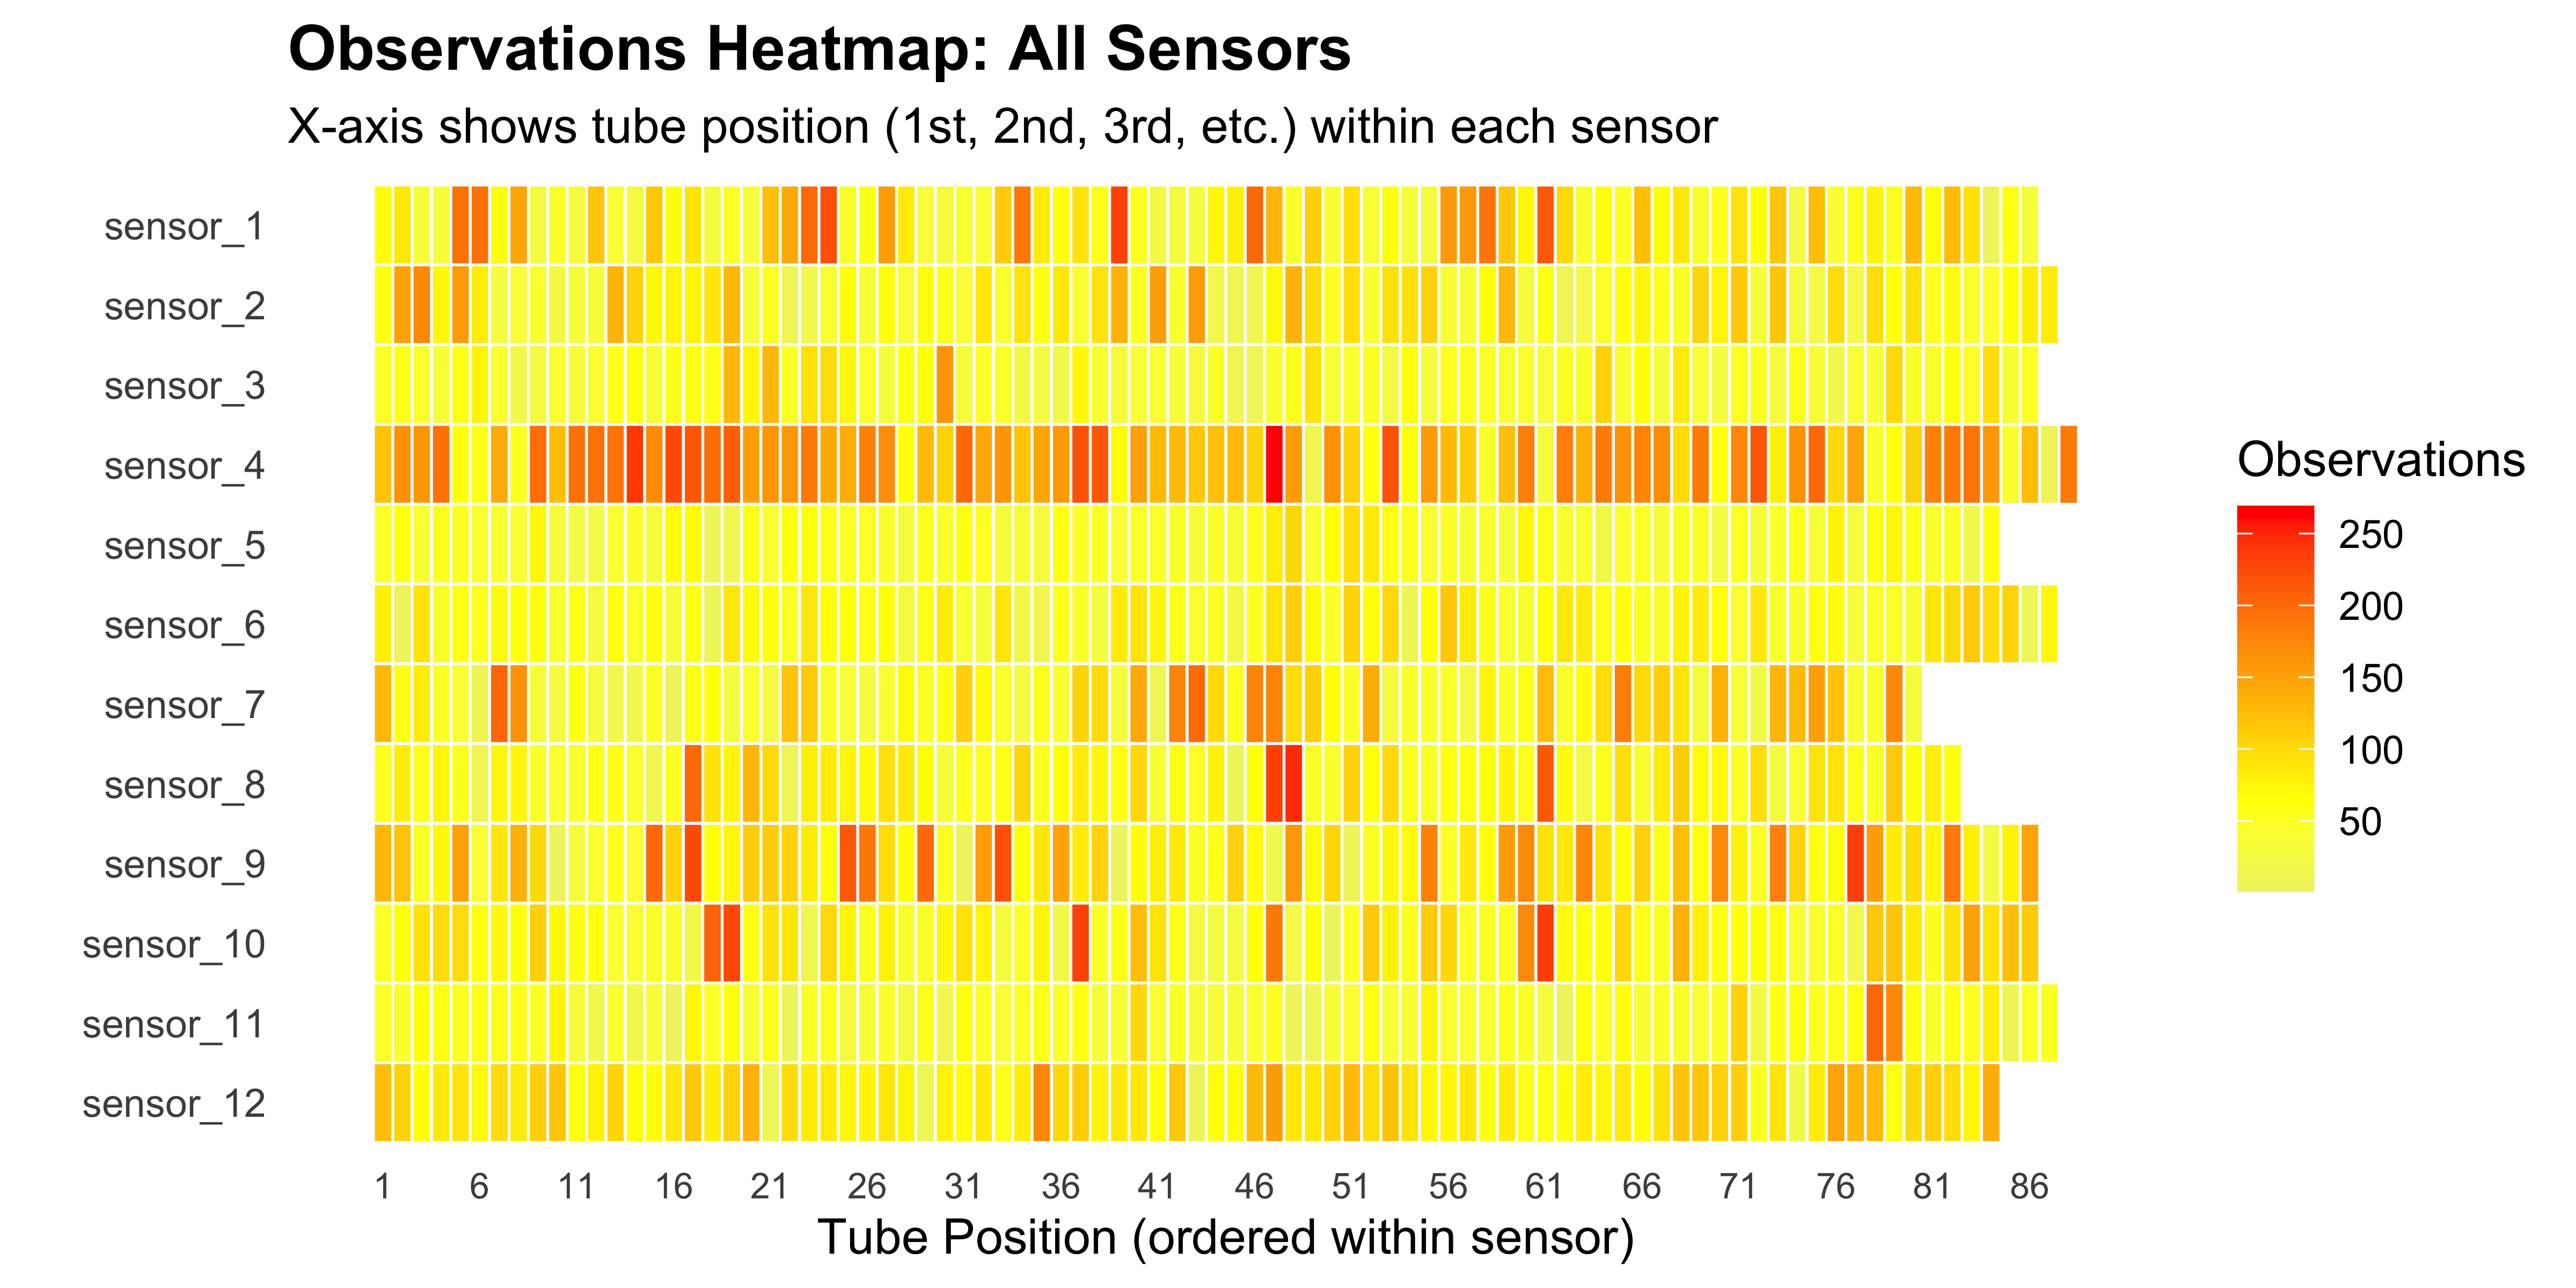 Observations Heatmap: All Sensors
X-axis shows tube position (1st, 2nd, 3rd, etc.) within each sensor
sensor_1
sensor_2
sensor_3
sensor_4
sensor_5
sensor_6
sensor_7
sensor_8
sensor_9
sensor_10
sensor_11
sensor_12
1 6 11 16 21 26 31 36 41 46 51 56 61 66 71 76 81 86
Tube Position (ordered within sensor)
Observations
250
200
150
100
50